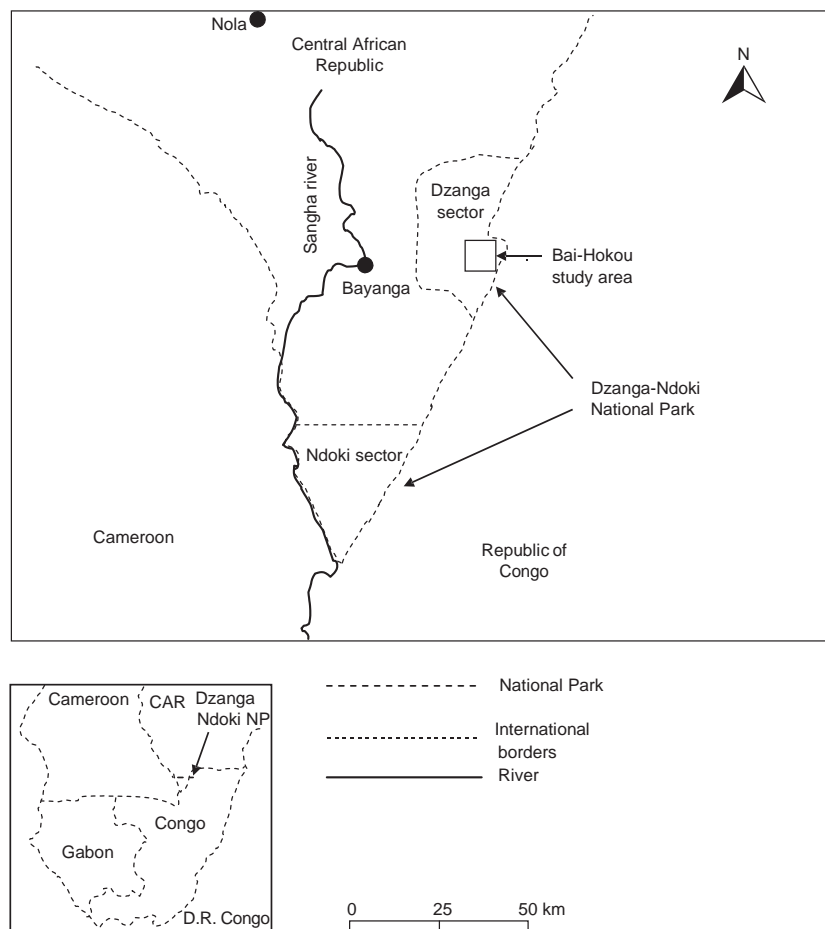 Nola
Central African
Republic
N
Sangha river
Dzanga
sector
Bai-Hokou
study area
Bayanga
Dzanga-Ndoki
National Park
Ndoki sector
Cameroon
Republic of
Congo
Cameroon
CAR
Dzanga
Ndoki NP
Congo
Gabon
D.R. Congo
National Park
International
borders
River
0 25 50 km